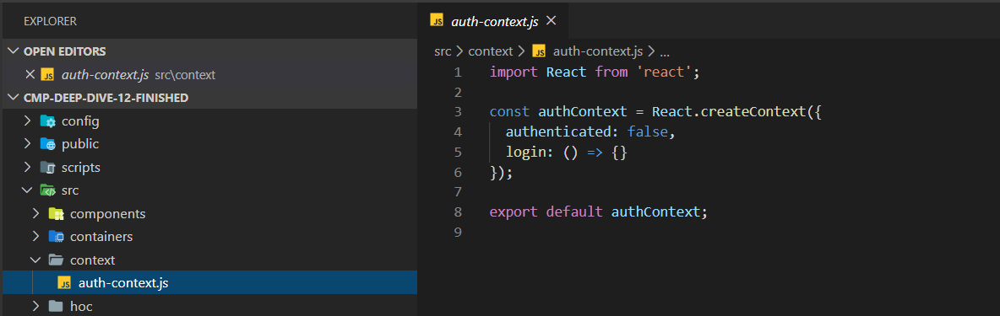 EXPLORER
OPEN EDITORS
JS auth-context.js src\context
CMP-DEEP-DIVE-12-FINISHED
config
public
scripts
src
components
containers
context
JS auth-context.js
hoc
JS auth-context.js
src > context > JS auth-context.js > ...
1 import React from 'react';
2
3 const authContext = React.createContext({
4 authenticated: false,
5 login: () => {}
6 });
7
8 export default authContext;
9